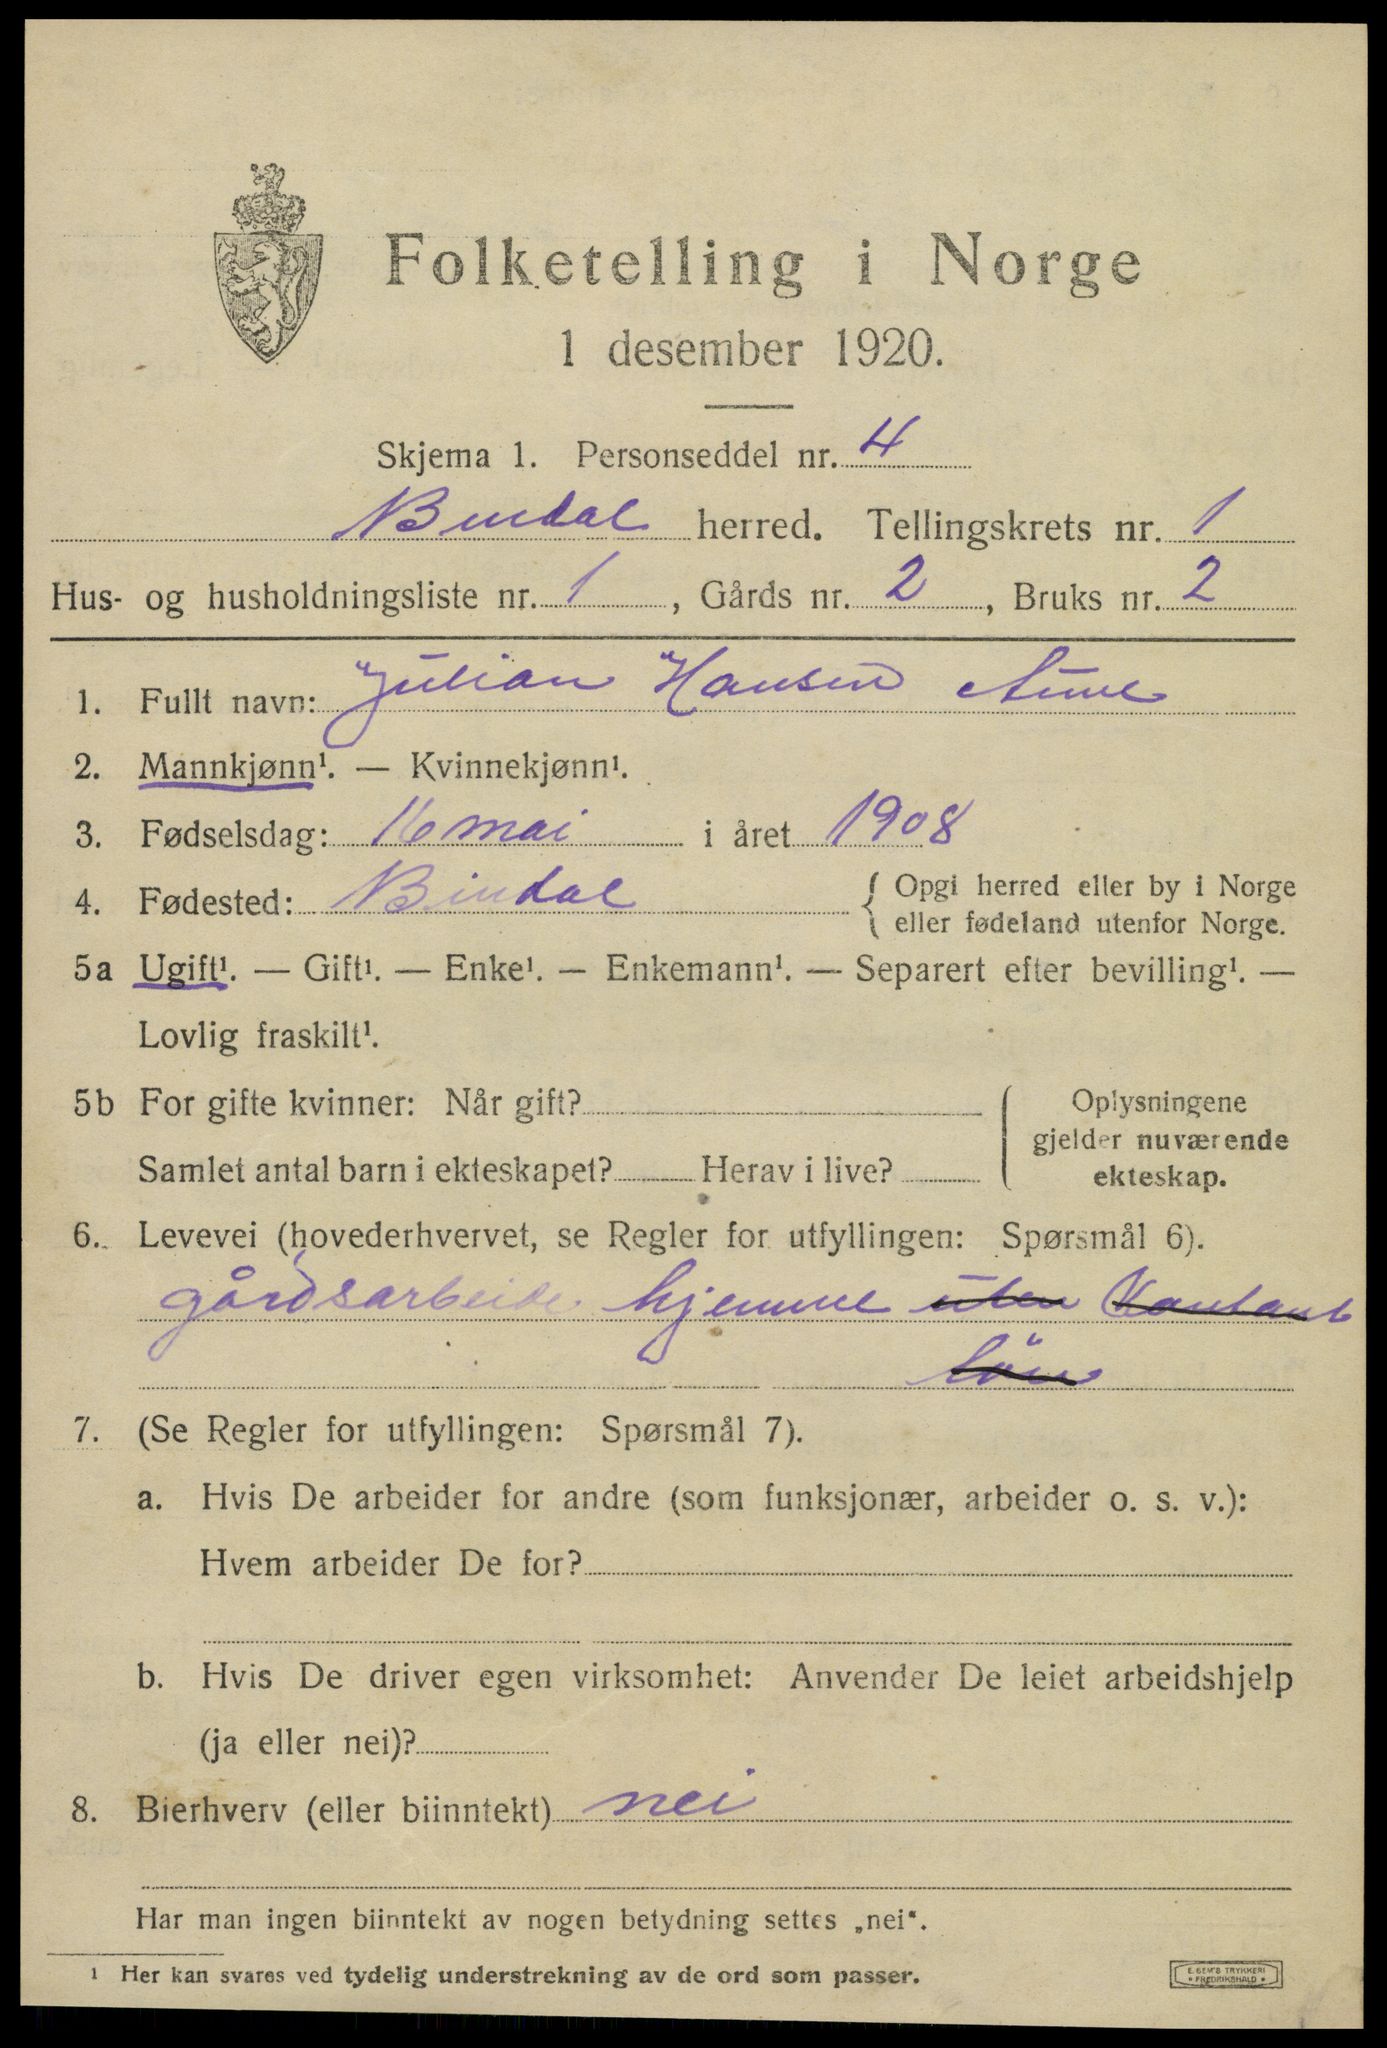 Folketelling i Norge
1 desember 1920.
Skjema 1. Personseddel nr. 4
Bindal herred. Tellingskrets nr. 1
Hus- og husholdningsliste nr. 1, Gårds nr. 2, Bruks nr. 2
1. Fullt navn: Julian Hansen Aune
2. Mannkjønn¹. — Kvinnekjønn¹.
3. Fødselsdag: 16 mai i året 1908
4. Fødested: Bindal { Opgi herred eller by i Norge
eller fødeland utenfor Norge.
5a Ugift¹. — Gift¹. — Enke¹. — Enkemann¹. — Separert efter bevilling¹. —
Lovlig fraskilt¹.
5b For gifte kvinner: Når gift?
Samlet antal barn i ekteskapet? Herav i live?
Oplysningene
gjelder nuværende
ekteskap.
6. Levevei (hovederhvervet, se Regler for utfyllingen: Spørsmål 6).
gårdsarbeide hjemme uten Kontant
lön
7. (Se Regler for utfyllingen: Spørsmål 7).
a. Hvis De arbeider for andre (som funksjonær, arbeider o. s. v.):
Hvem arbeider De for?
b. Hvis De driver egen virksomhet: Anvender De leiet arbeidshjelp
(ja eller nei)?
8. Bierhverv (eller biinntekt) nei
Har man ingen biinntekt av nogen betydning settes „nei“.
¹ Her kan svares ved tydelig understrekning av de ord som passer.
E. SEM'S TRYKKERI
• FREDRIKSHALD •